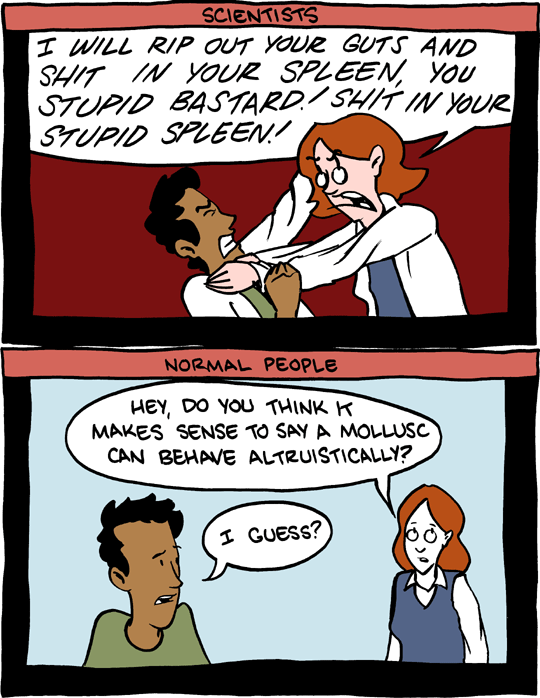 SCIENTISTS
I WILL RIP OUT YOUR GUTS AND
SHIT IN YOUR SPLEEN, YOU
STUPID BASTARD! SHIT IN YOUR
STUPID SPLEEN!
NORMAL PEOPLE
HEY, DO YOU THINK IT
MAKES SENSE TO SAY A MOLLUSC
CAN BEHAVE ALTRUISTICALLY?
I GUESS?